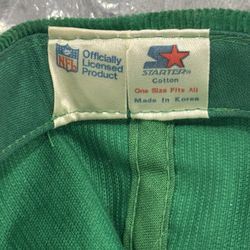 NFL
Officially
Licensed
Product
STARTER
Cotton
One Size Fits All
Made In Korea